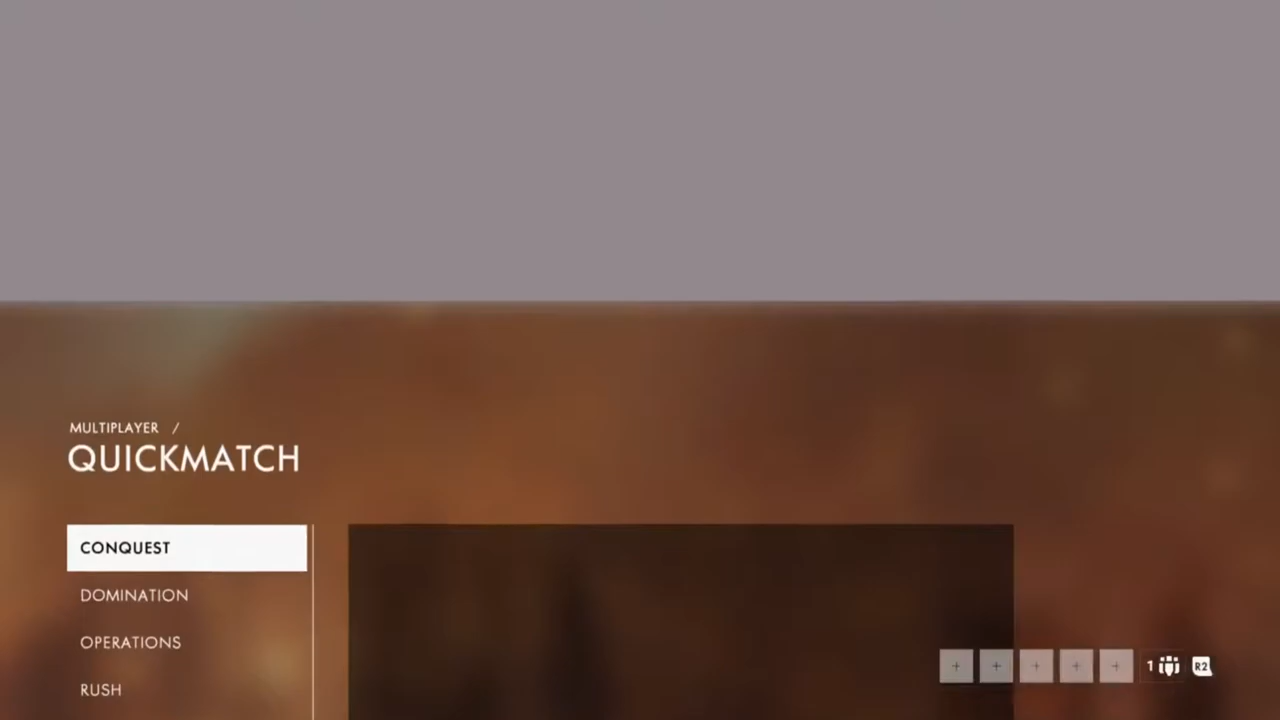 MULTIPLAYER /
QUICKMATCH
CONQUEST
DOMINATION
OPERATIONS
RUSH
+ + + + + 1 R2